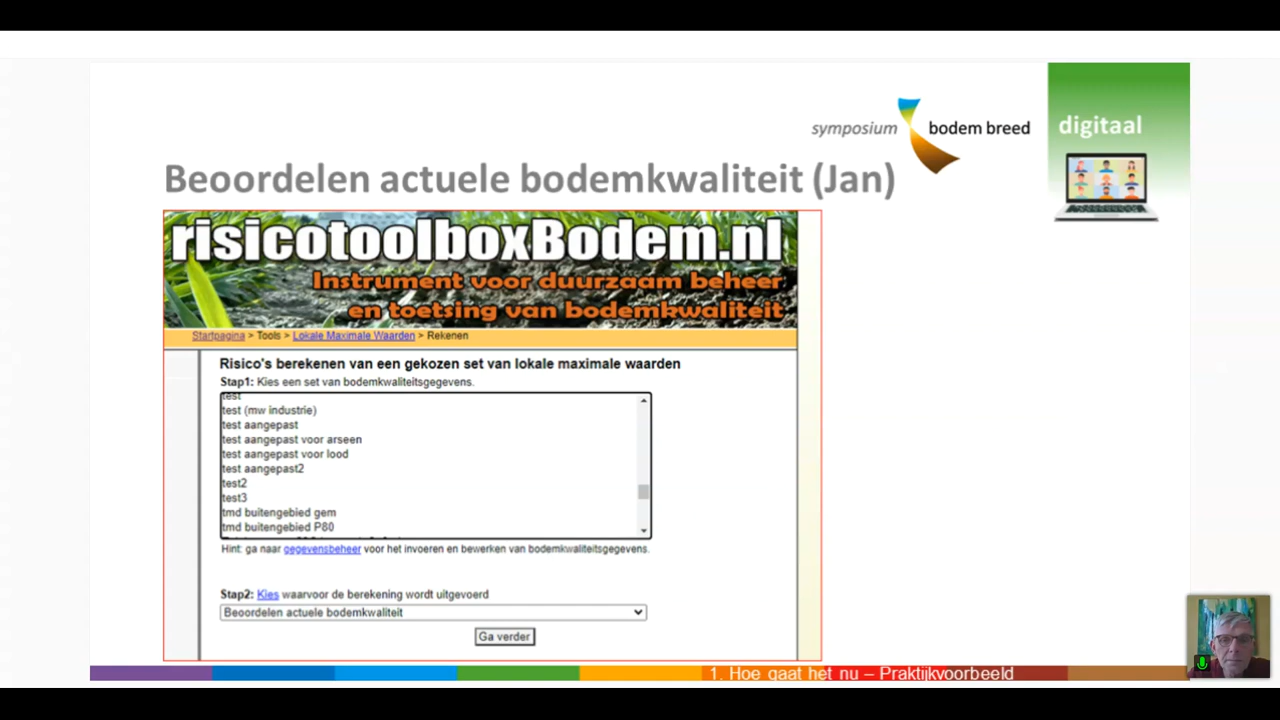 symposium bodem breed digitaal
Beoordelen actuele bodemkwaliteit (Jan)
risicotoolboxBodem.nl
Instrument voor duurzaam beheer
en toetsing van bodemkwaliteit
Startpagina > Tools > Lokale Maximale Waarden > Rekenen
Risico's berekenen van een gekozen set van lokale maximale waarden
Stap1: Kies een set van bodemkwaliteitsgegevens.
test
test (mw industrie)
test aangepast
test aangepast voor arseen
test aangepast voor lood
test aangepast2
test2
test3
tmd buitengebied gem
tmd buitengebied P80
Hint: ga naar gegevensbeheer voor het invoeren en bewerken van bodemkwaliteitsgegevens.
Stap2: Kies waarvoor de berekening wordt uitgevoerd
Beoordelen actuele bodemkwaliteit
Ga verder
1. Hoe gaat het nu – Praktijkvoorbeeld